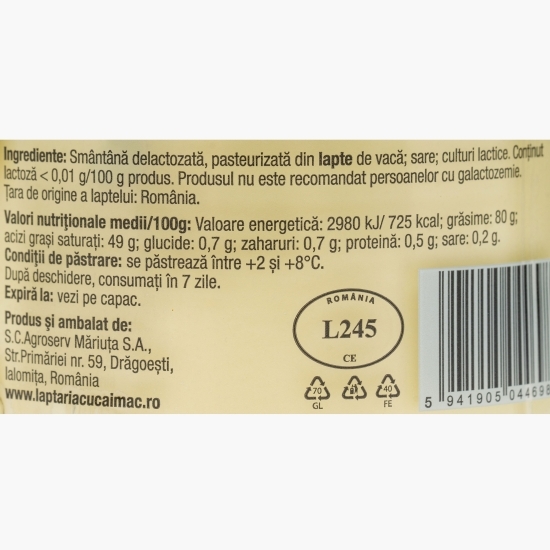 Ingrediente: Smântână delactozată, pasteurizată din lapte de vacă; sare; culturi lactice. Conținut
lactoză < 0,01 g/100 g produs. Produsul nu este recomandat persoanelor cu galactozemie.
Țara de origine a laptelui: România.
Valori nutriționale medii/100g: Valoare energetică: 2980 kJ/ 725 kcal; grăsime: 80 g;
acizi grași saturați: 49 g; glucide: 0,7 g; zaharuri: 0,7 g; proteină: 0,5 g; sare: 0,2 g.
Condiții de păstrare: se păstrează între +2 și +8°C.
După deschidere, consumați în 7 zile.
Expiră la: vezi pe capac.
Produs și ambalat de:
S.C.Agroserv Măriuța S.A.,
Str.Primăriei nr. 59, Drăgoești,
Ialomița, România
www.laptariacucaimac.ro
ROMÂNIA
L245
CE
70
GL
40
FE
5 941905 044698